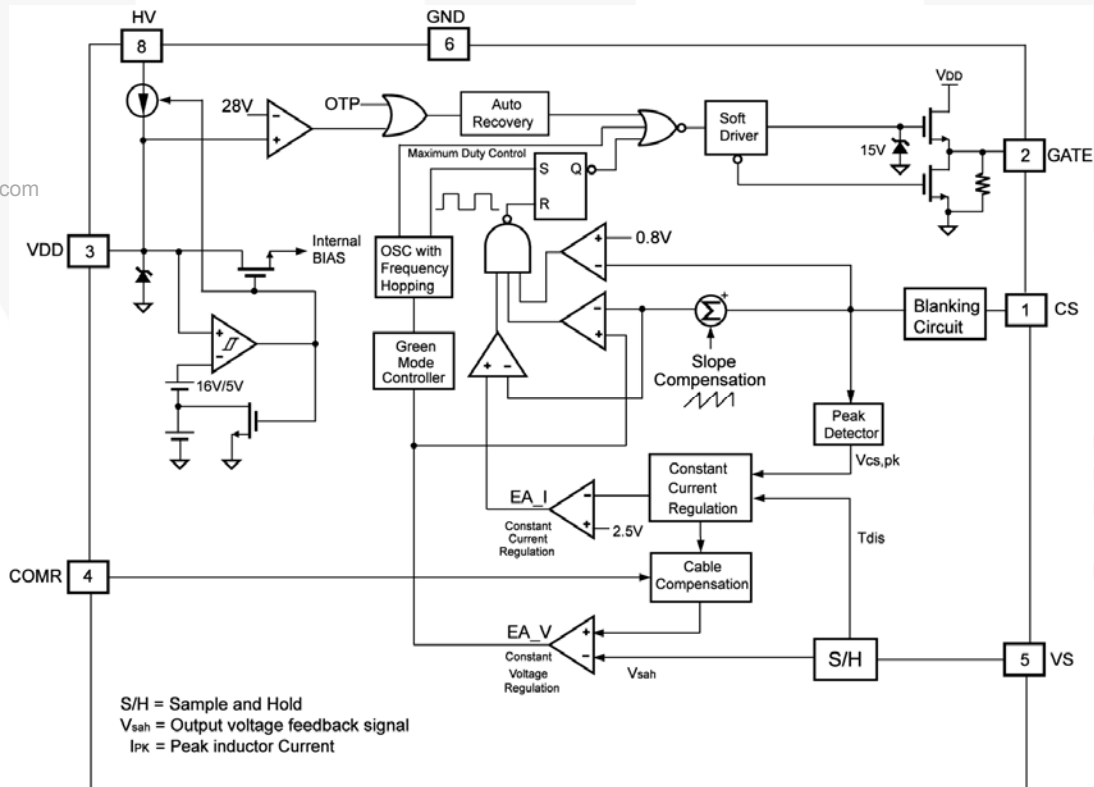 HV
GND
8
6
VDD
28V
-
+
OTP
Auto
Recovery
Soft
Driver
15V
2
GATE
Maximum Duty Control
S
Q
R
com
VDD
3
Internal
BIAS
OSC with
Frequency
Hopping
+
0.8V
-
+
-
16V/5V
Green
Mode
Controller
-
+
Σ
+
Blanking
Circuit
1
CS
+
-
Slope
Compensation
Peak
Detector
Vcs,pk
EA_I
-
+
2.5V
Constant
Current
Regulation
Constant
Current
Regulation
Tdis
COMR
4
Cable
Compensation
EA_V
+
-
Constant
Voltage
Regulation
Vsah
S/H
5
VS
S/H = Sample and Hold
Vsah = Output voltage feedback signal
IPK = Peak inductor Current